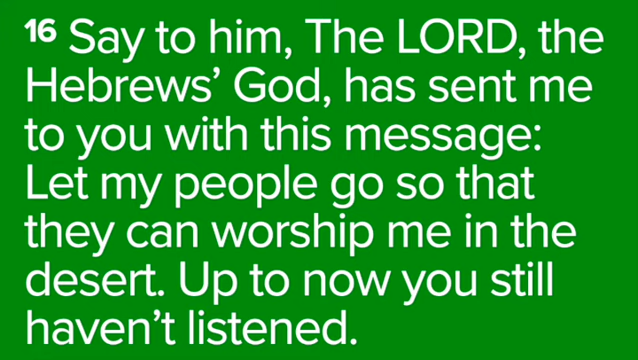 16 Say to him, The LORD, the
Hebrews’ God, has sent me
to you with this message:
Let my people go so that
they can worship me in the
desert. Up to now you still
haven’t listened.